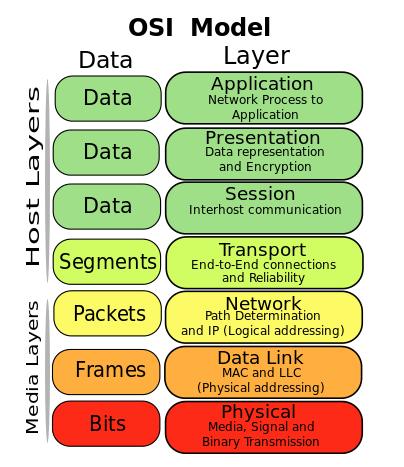 OSI Model
Data
Layer
Host Layers
Data
Application
Network Process to
Application
Data
Presentation
Data representation
and Encryption
Data
Session
Interhost communication
Segments
Transport
End-to-End connections
and Reliability
Media Layers
Packets
Network
Path Determination
and IP (Logical addressing)
Frames
Data Link
MAC and LLC
(Physical addressing)
Bits
Physical
Media, Signal and
Binary Transmission